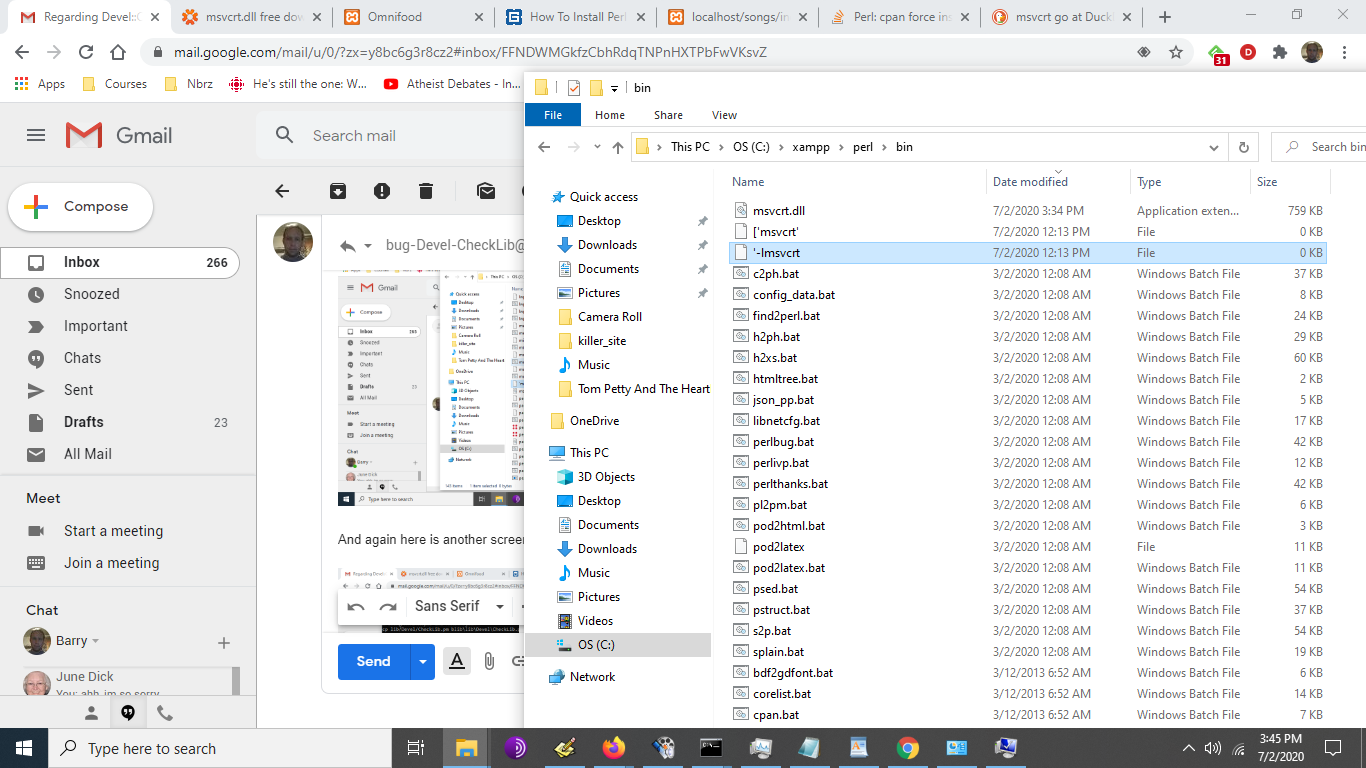 Regarding Devel::C
msvcrt.dll free dow
Omnifood
How To Install Perl
localhost/songs/in
Perl: cpan force ins
msvcrt go at Duck
mail.google.com/mail/u/0/?zx=y8bc6g3r8cz2#inbox/FFNDWMGkfzCbhRdqTNPnHXTPbFwVKsvZ
31
D
Apps
Courses
Nbrz
He's still the one: W...
Atheist Debates - In...
bin
File
Home
Share
View
This PC > OS (C:) > xampp > perl > bin
Search bin
Gmail
Search mail
Compose
Inbox 266
Snoozed
Important
Chats
Sent
Drafts 23
All Mail
Meet
Start a meeting
Join a meeting
Chat
Barry
June Dick
You: ahh, im so sorry
bug-Devel-CheckLib@
And again here is another screen
Sans Serif
Send
Quick access
Desktop
Downloads
Documents
Pictures
Camera Roll
killer_site
Music
Tom Petty And The Heart
OneDrive
This PC
3D Objects
Desktop
Documents
Downloads
Music
Pictures
Videos
OS (C:)
Network
Name Date modified Type Size
msvcrt.dll 7/2/2020 3:34 PM Application exten... 759 KB
['msvcrt' 7/2/2020 12:13 PM File 0 KB
'-lmsvcrt 7/2/2020 12:13 PM File 0 KB
c2ph.bat 3/2/2020 12:08 AM Windows Batch File 37 KB
config_data.bat 3/2/2020 12:08 AM Windows Batch File 8 KB
find2perl.bat 3/2/2020 12:08 AM Windows Batch File 24 KB
h2ph.bat 3/2/2020 12:08 AM Windows Batch File 29 KB
h2xs.bat 3/2/2020 12:08 AM Windows Batch File 60 KB
htmltree.bat 3/2/2020 12:08 AM Windows Batch File 2 KB
json_pp.bat 3/2/2020 12:08 AM Windows Batch File 5 KB
libnetcfg.bat 3/2/2020 12:08 AM Windows Batch File 17 KB
perlbug.bat 3/2/2020 12:08 AM Windows Batch File 42 KB
perlivp.bat 3/2/2020 12:08 AM Windows Batch File 12 KB
perlthanks.bat 3/2/2020 12:08 AM Windows Batch File 42 KB
pl2pm.bat 3/2/2020 12:08 AM Windows Batch File 6 KB
pod2html.bat 3/2/2020 12:08 AM Windows Batch File 3 KB
pod2latex 3/2/2020 12:08 AM File 11 KB
pod2latex.bat 3/2/2020 12:08 AM Windows Batch File 11 KB
psed.bat 3/2/2020 12:08 AM Windows Batch File 54 KB
pstruct.bat 3/2/2020 12:08 AM Windows Batch File 37 KB
s2p.bat 3/2/2020 12:08 AM Windows Batch File 54 KB
splain.bat 3/2/2020 12:08 AM Windows Batch File 19 KB
bdf2gdfont.bat 3/12/2013 6:52 AM Windows Batch File 6 KB
corelist.bat 3/12/2013 6:52 AM Windows Batch File 14 KB
cpan.bat 3/12/2013 6:52 AM Windows Batch File 7 KB
Type here to search
3:45 PM
7/2/2020